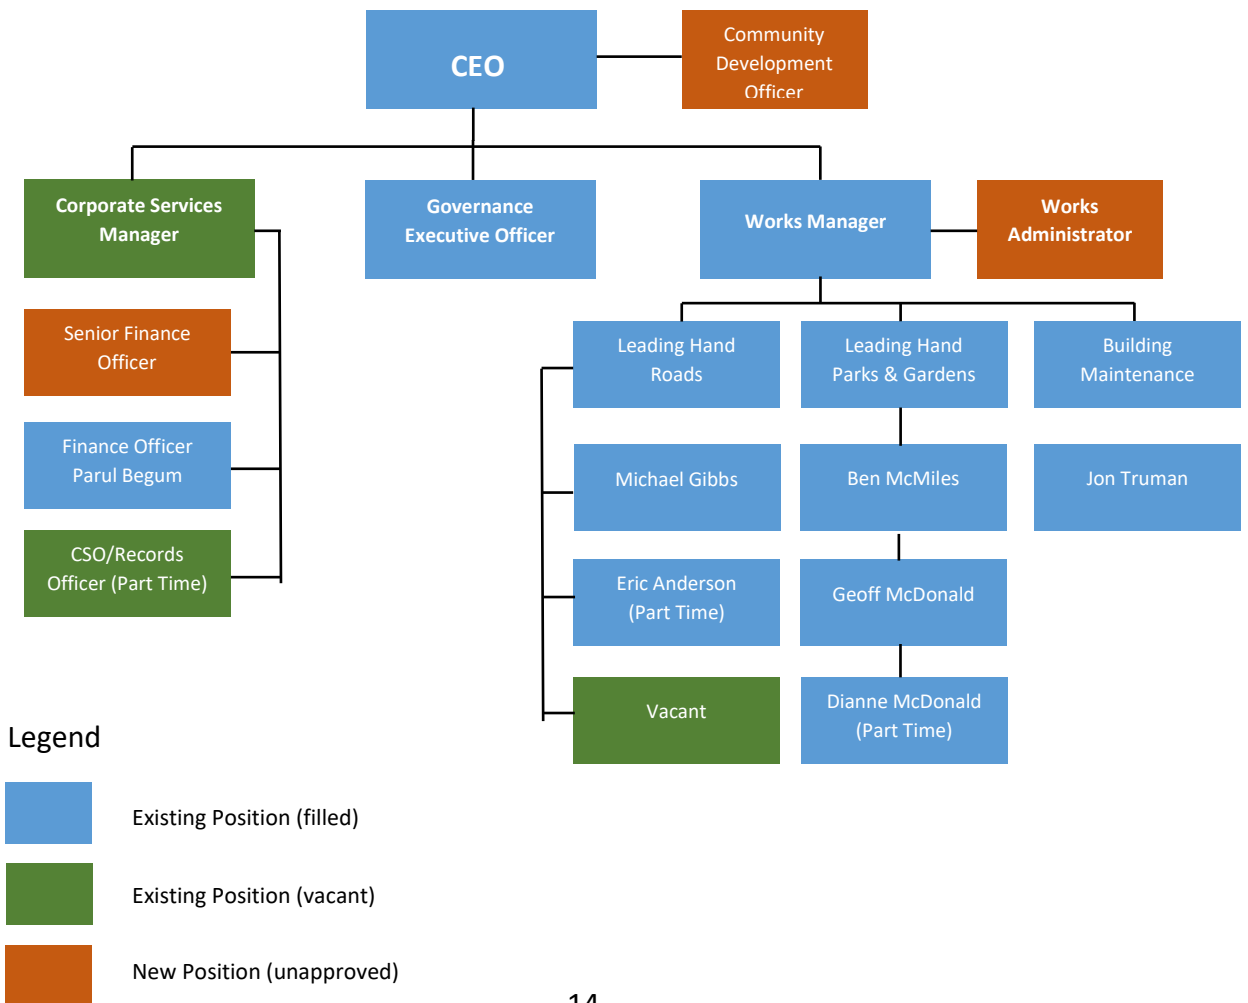 CEO
Community
Development
Officer
Corporate Services
Manager
Governance
Executive Officer
Works Manager
Works
Administrator
Senior Finance
Officer
Finance Officer
Parul Begum
CSO/Records
Officer (Part Time)
Leading Hand
Roads
Leading Hand
Parks & Gardens
Building
Maintenance
Michael Gibbs
Ben McMiles
Jon Truman
Eric Anderson
(Part Time)
Geoff McDonald
Vacant
Dianne McDonald
(Part Time)
Legend
Existing Position (filled)
Existing Position (vacant)
New Position (unapproved)
14